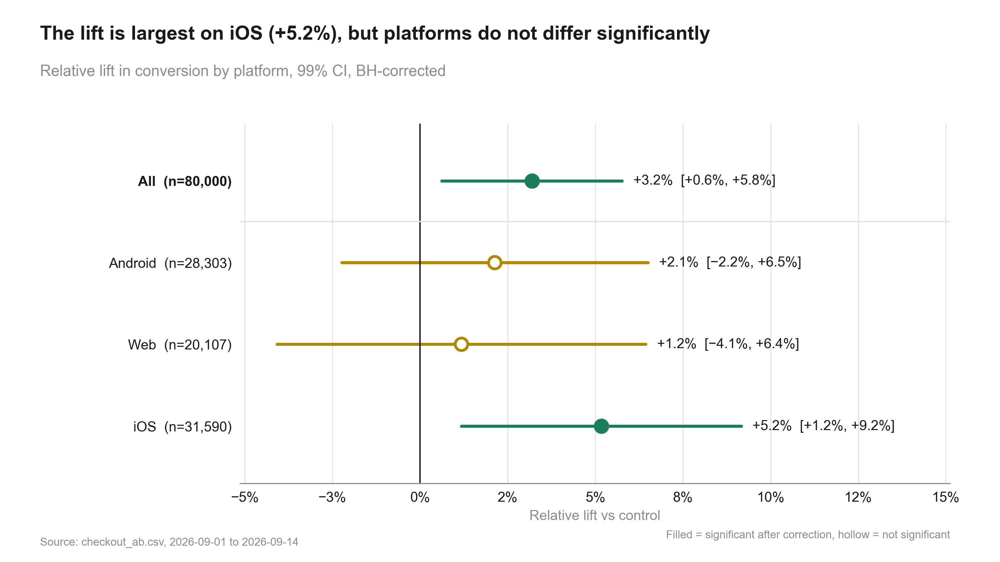 The lift is largest on iOS (+5.2%), but platforms do not differ significantly
Relative lift in conversion by platform, 99% CI, BH-corrected
All (n=80,000) +3.2% [+0.6%, +5.8%]
Android (n=28,303) +2.1% [−2.2%, +6.5%]
Web (n=20,107) +1.2% [−4.1%, +6.4%]
iOS (n=31,590) +5.2% [+1.2%, +9.2%]
−5% −3% 0% 2% 5% 8% 10% 12% 15%
Relative lift vs control
Filled = significant after correction, hollow = not significant
Source: checkout_ab.csv, 2026-09-01 to 2026-09-14